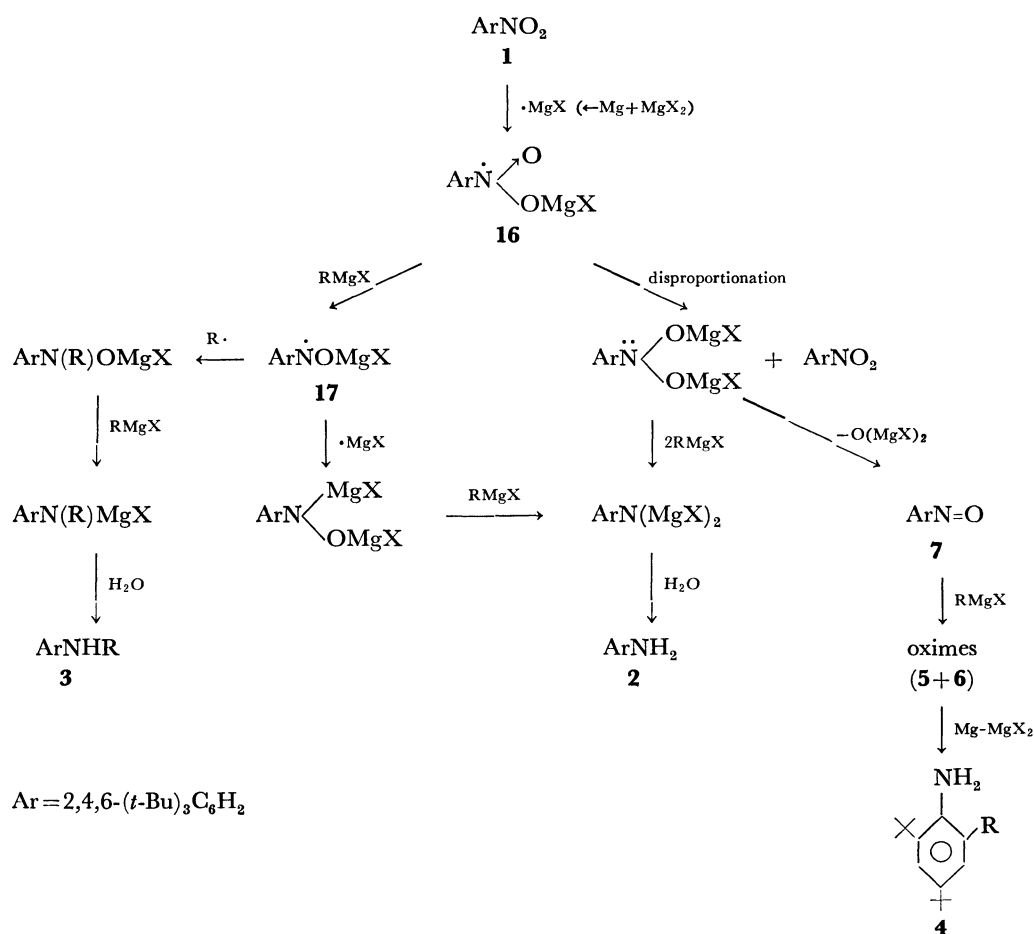 ArNO₂
1
·MgX (←Mg+MgX₂)
O
ArṄ
OMgX
16
RMgX
disproportionation
ArN(R)OMgX
R·
ArṄOMgX
17
OMgX
ArN̈
OMgX
+ ArNO₂
RMgX
·MgX
2RMgX
−O(MgX)₂
ArN(R)MgX
MgX
ArN
OMgX
RMgX
ArN(MgX)₂
ArN=O
7
H₂O
H₂O
RMgX
ArNHR
3
ArNH₂
2
oximes
(5+6)
Mg-MgX₂
Ar=2,4,6-(t-Bu)₃C₆H₂
NH₂
R
4